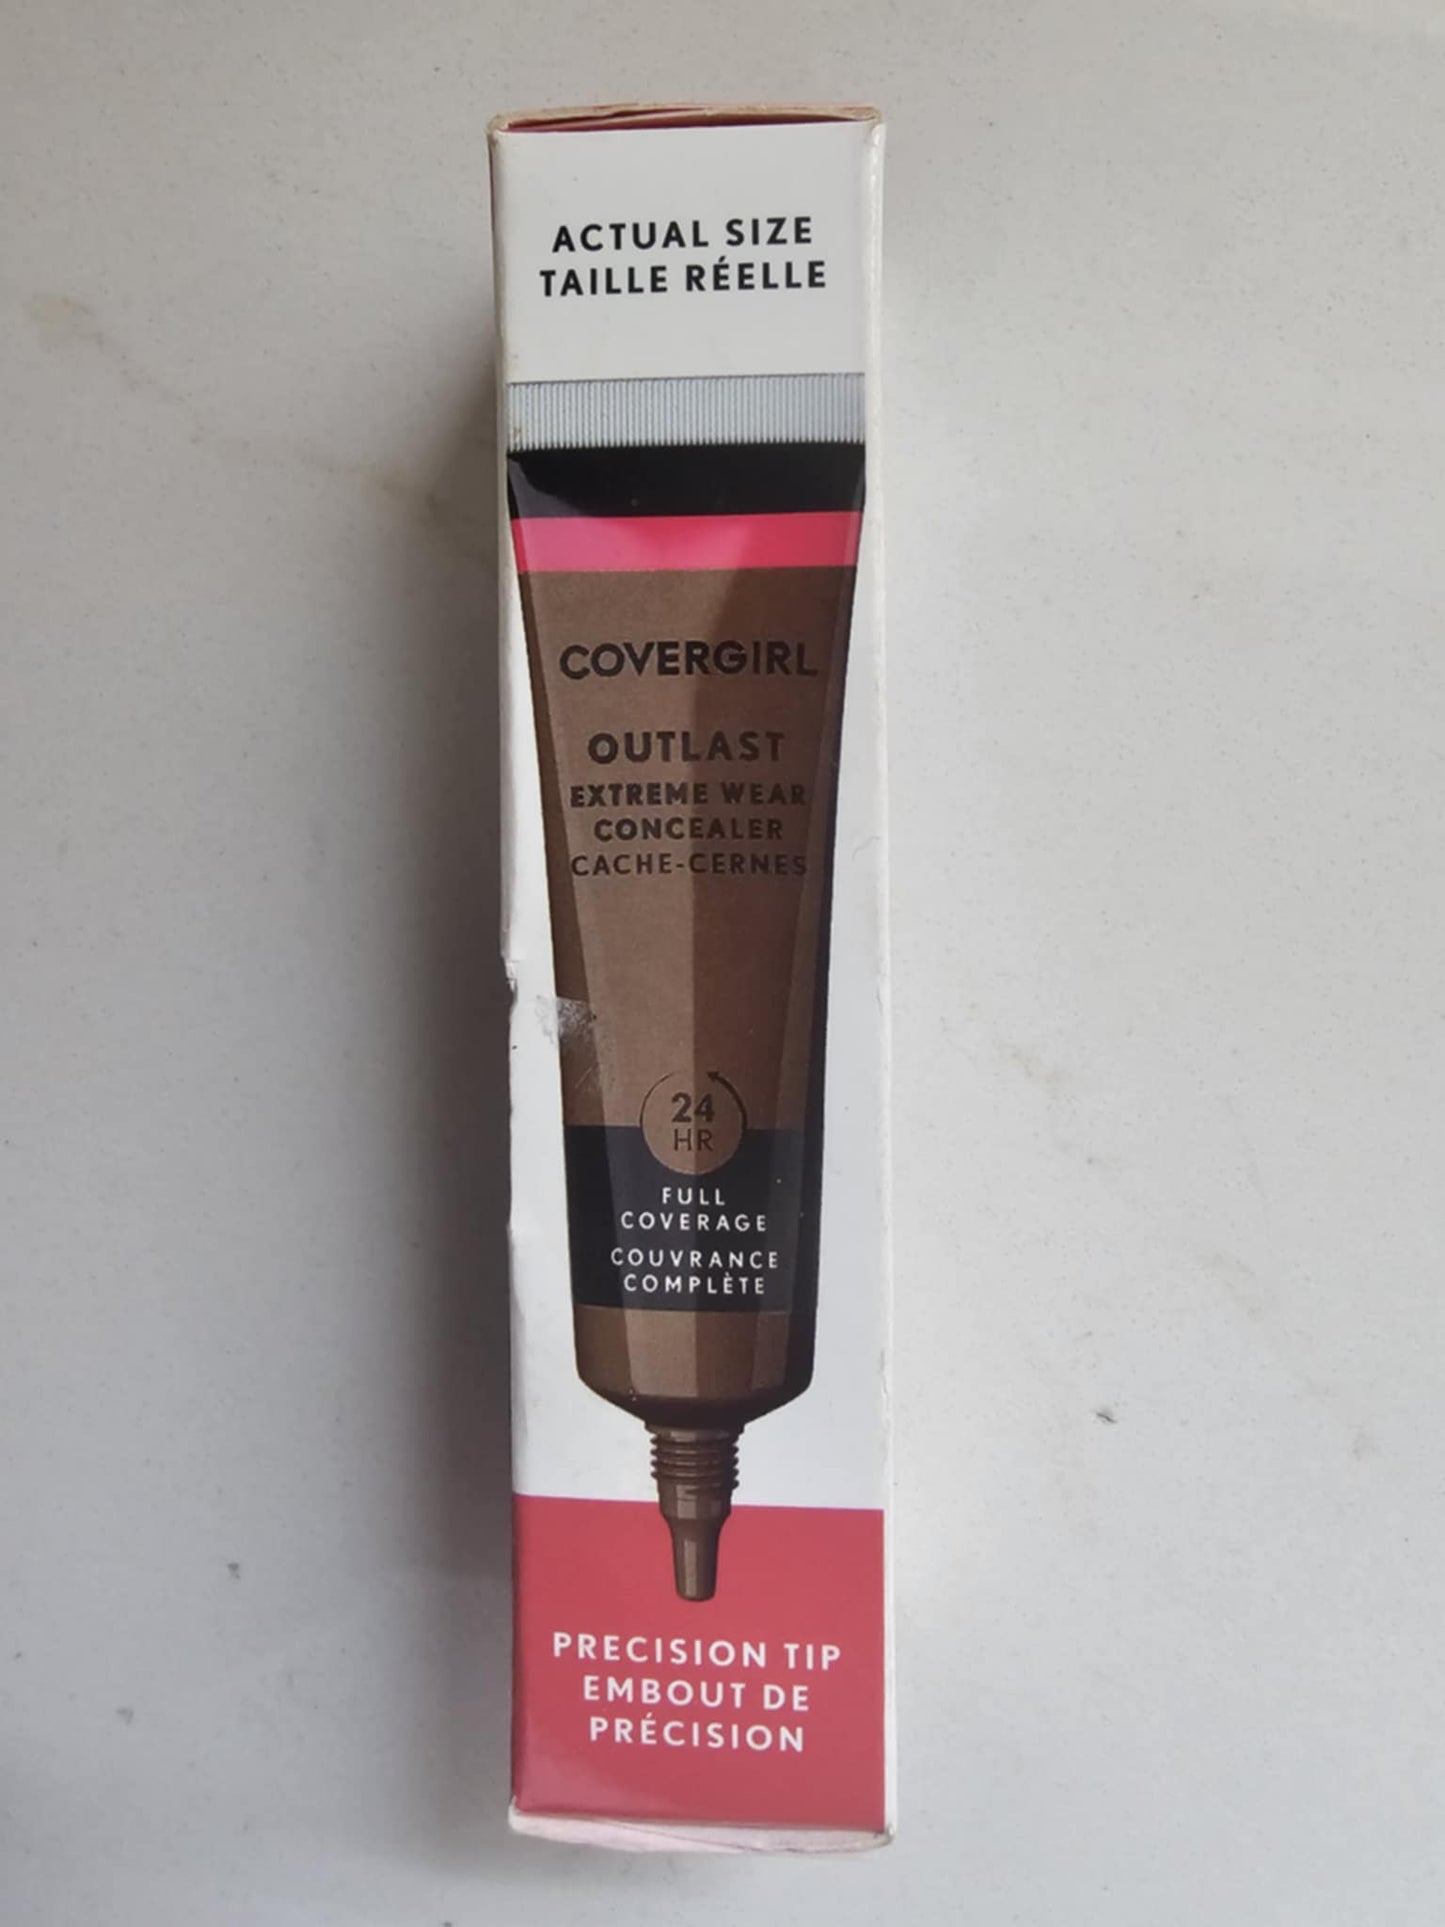 ACTUAL SIZE
TAILLE RÉELLE
COVERGIRL
OUTLAST
EXTREME WEAR
CONCEALER
CACHE-CERNES
24
HR
FULL
COVERAGE
COUVRANCE
COMPLÈTE
PRECISION TIP
EMBOUT DE
PRÉCISION